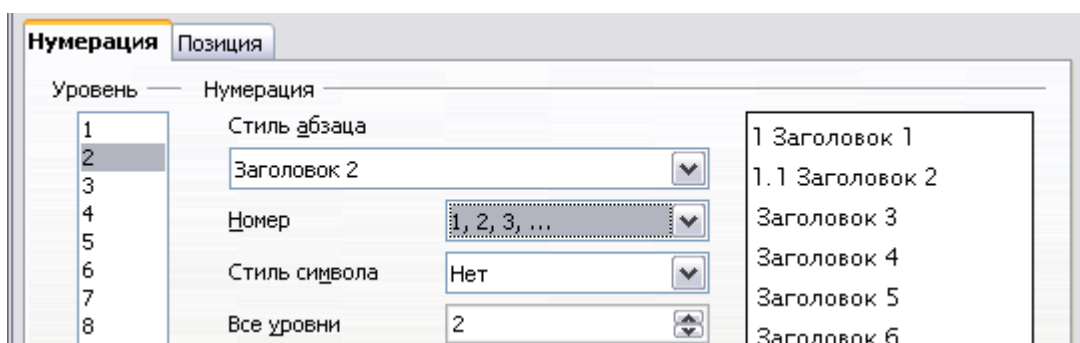 Нумерация Позиция
Уровень Нумерация
1
2
3
4
5
6
7
8
Стиль абзаца
Заголовок 2
Номер 1, 2, 3, ...
Стиль символа Нет
Все уровни 2
1 Заголовок 1
1.1 Заголовок 2
Заголовок 3
Заголовок 4
Заголовок 5
Заголовок 6